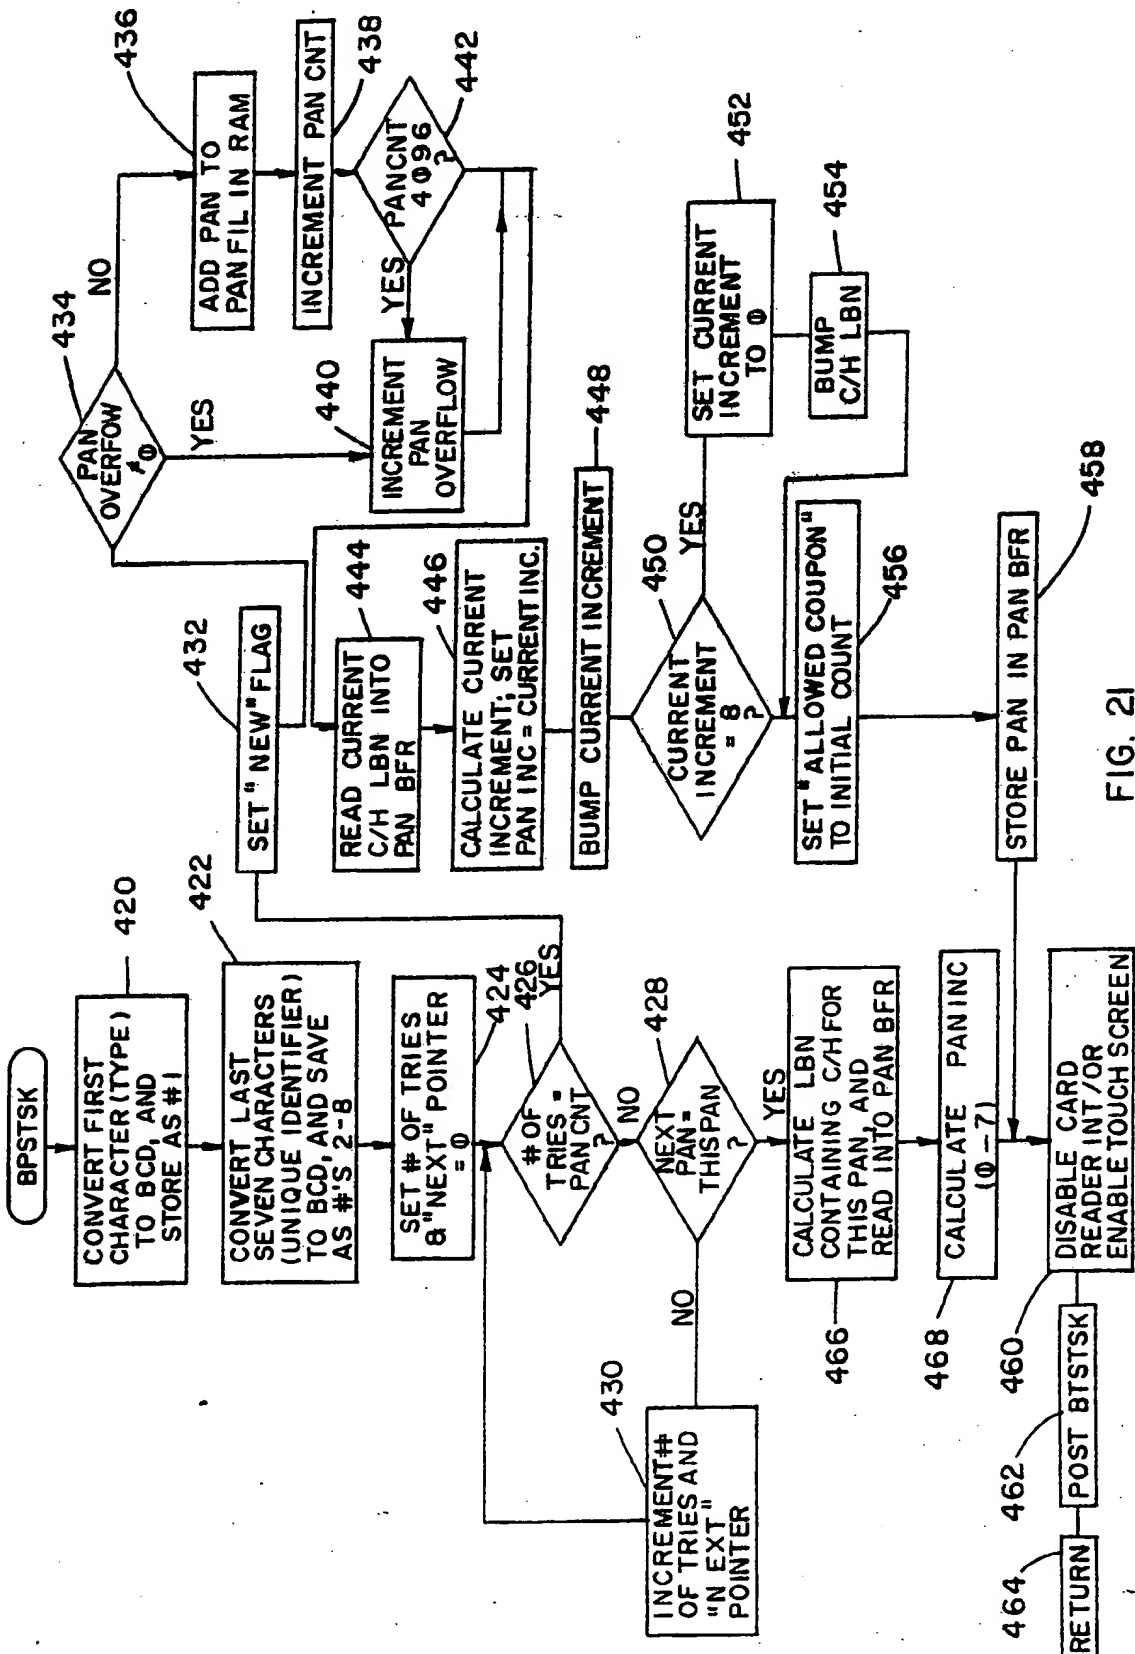 BPSTSK
CONVERT FIRST
CHARACTER (TYPE)
TO BCD, AND
STORE AS #1
420
CONVERT LAST
SEVEN CHARACTERS
(UNIQUE IDENTIFIER)
TO BCD, AND SAVE
AS #'S 2-8
422
SET # OF TRIES
& "NEXT" POINTER
= 0
424
# OF
TRIES =
PAN CNT
?
426
YES
NO
NEXT
PAN =
THIS PAN
?
428
NO
YES
INCREMENT #
OF TRIES AND
"N EXT"
POINTER
430
CALCULATE LBN
CONTAINING C/H FOR
THIS PAN, AND
READ INTO PAN BFR
466
CALCULATE PANINC
(0-7)
468
DISABLE CARD
READER INT/OR
ENABLE TOUCH SCREEN
460
POST BTSTSK
462
RETURN
464
SET "NEW" FLAG
432
PAN
OVERFOW
≠ 0
434
NO
YES
ADD PAN TO
PAN FIL IN RAM
436
INCREMENT PAN CNT
438
PANCNT
4096
?
442
YES
INCREMENT
PAN
OVERFLOW
440
READ CURRENT
C/H LBN INTO
PAN BFR
444
CALCULATE CURRENT
INCREMENT; SET
PAN INC = CURRENT INC.
446
BUMP CURRENT INCREMENT
448
CURRENT
INCREMENT
= 8
?
450
YES
SET CURRENT
INCREMENT
TO 0
452
BUMP
C/H LBN
454
SET "ALLOWED COUPON"
TO INITIAL COUNT
456
STORE PAN IN PAN BFR
458
FIG. 21